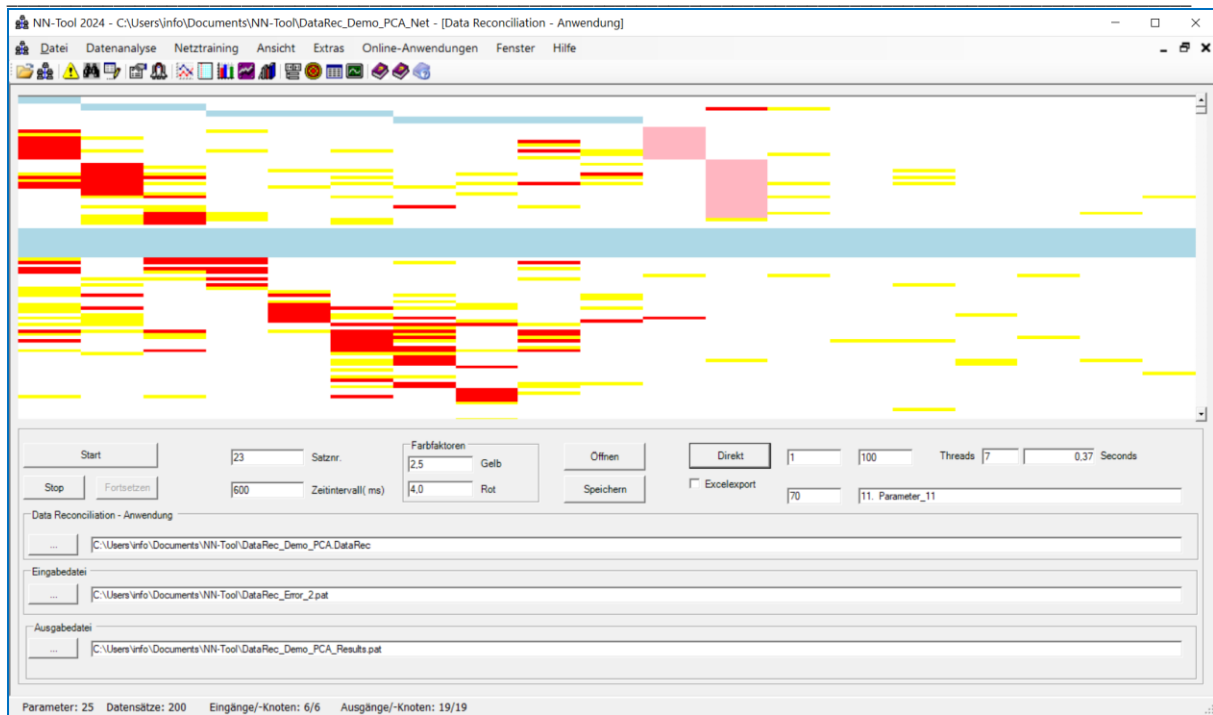 NN-Tool 2024 - C:\Users\info\Documents\NN-Tool\DataRec_Demo_PCA_Net - [Data Reconciliation - Anwendung]
Datei Datenanalyse Netztraining Ansicht Extras Online-Anwendungen Fenster Hilfe
Start 23 Satznr. Farbfaktoren 2,5 Gelb Öffnen Direkt 1 100 Threads 7 0,37 Seconds
Stop Fortsetzen 600 Zeitintervall( ms) 4,0 Rot Speichern Excelexport 70 11. Parameter_11
Data Reconciliation - Anwendung
... C:\Users\info\Documents\NN-Tool\DataRec_Demo_PCA.DataRec
Eingabedatei
... C:\Users\info\Documents\NN-Tool\DataRec_Error_2.pat
Ausgabedatei
... C:\Users\info\Documents\NN-Tool\DataRec_Demo_PCA_Results.pat
Parameter: 25 Datensätze: 200 Eingänge/-Knoten: 6/6 Ausgänge/-Knoten: 19/19